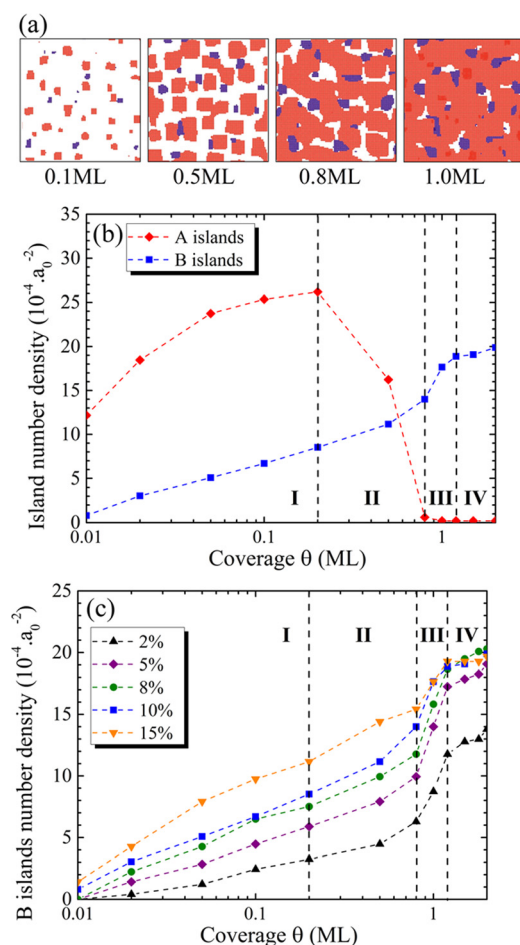 (a)
0.1ML 0.5ML 0.8ML 1.0ML
(b)
A islands
B islands
Island number density (10⁻⁴.a₀⁻²)
35
30
25
20
15
10
5
0
I II III IV
0.01 0.1 1
Coverage θ (ML)
(c)
2%
5%
8%
10%
15%
B islands number density (10⁻⁴.a₀⁻²)
25
20
15
10
5
0
I II III IV
0.01 0.1 1
Coverage θ (ML)